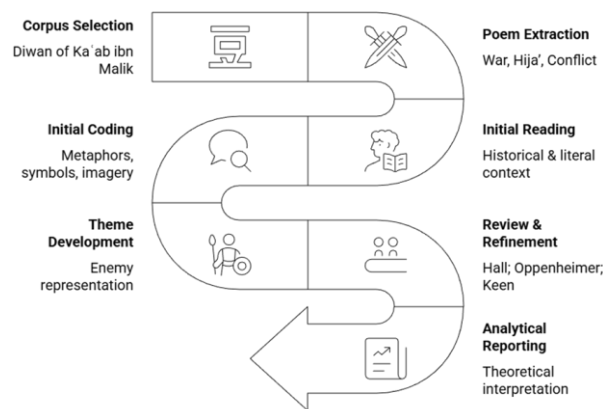 Corpus Selection
Diwan of Kaʿab ibn
Malik
Poem Extraction
War, Hija’, Conflict
Initial Reading
Historical & literal
context
Initial Coding
Metaphors,
symbols, imagery
Theme
Development
Enemy
representation
Review &
Refinement
Hall; Oppenheimer;
Keen
Analytical
Reporting
Theoretical
interpretation